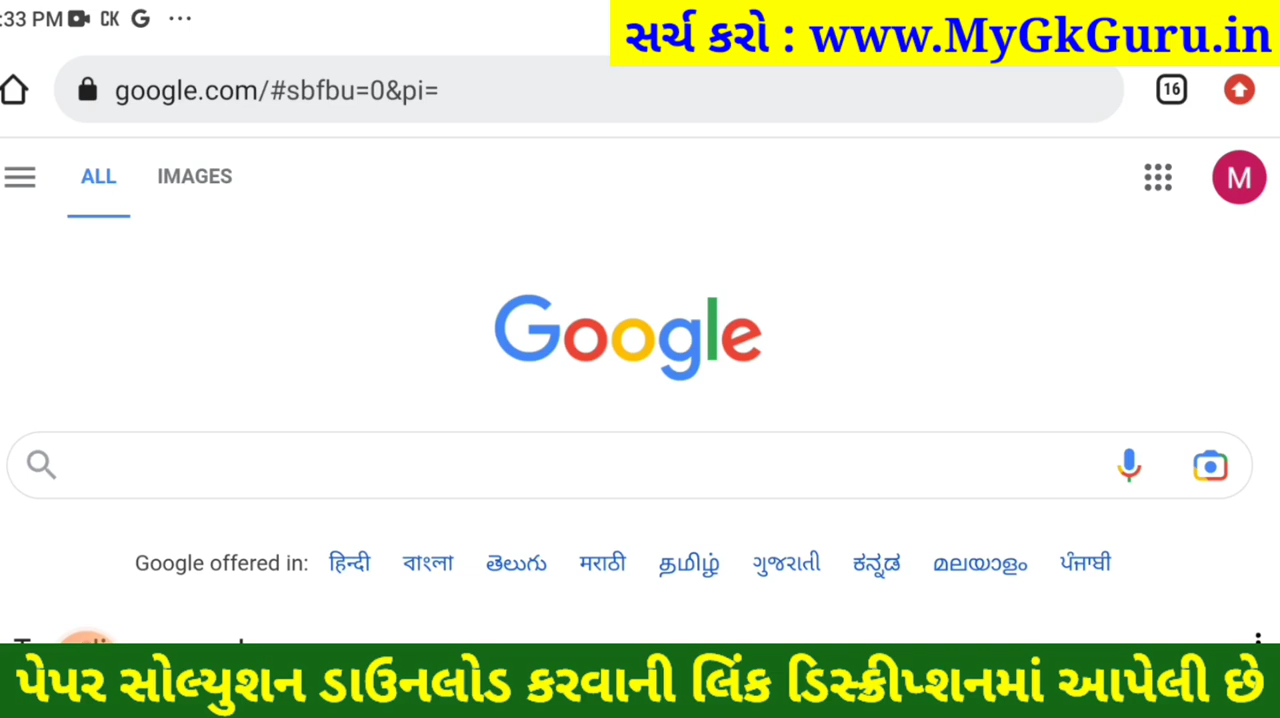 :33 PM CK G ...
સર્ચ કરો : www.MyGkGuru.in
google.com/#sbfbu=0&pi=
16
ALL IMAGES
M
Google
Google offered in: हिन्दी বাংলা తెలుగు मराठी தமிழ் ગુજરાતી ಕನ್ನಡ മലയാളം ਪੰਜਾਬੀ
પેપર સોલ્યુશન ડાઉનલોડ કરવાની લિંક ડિસ્ક્રીપ્શનમાં આપેલી છે